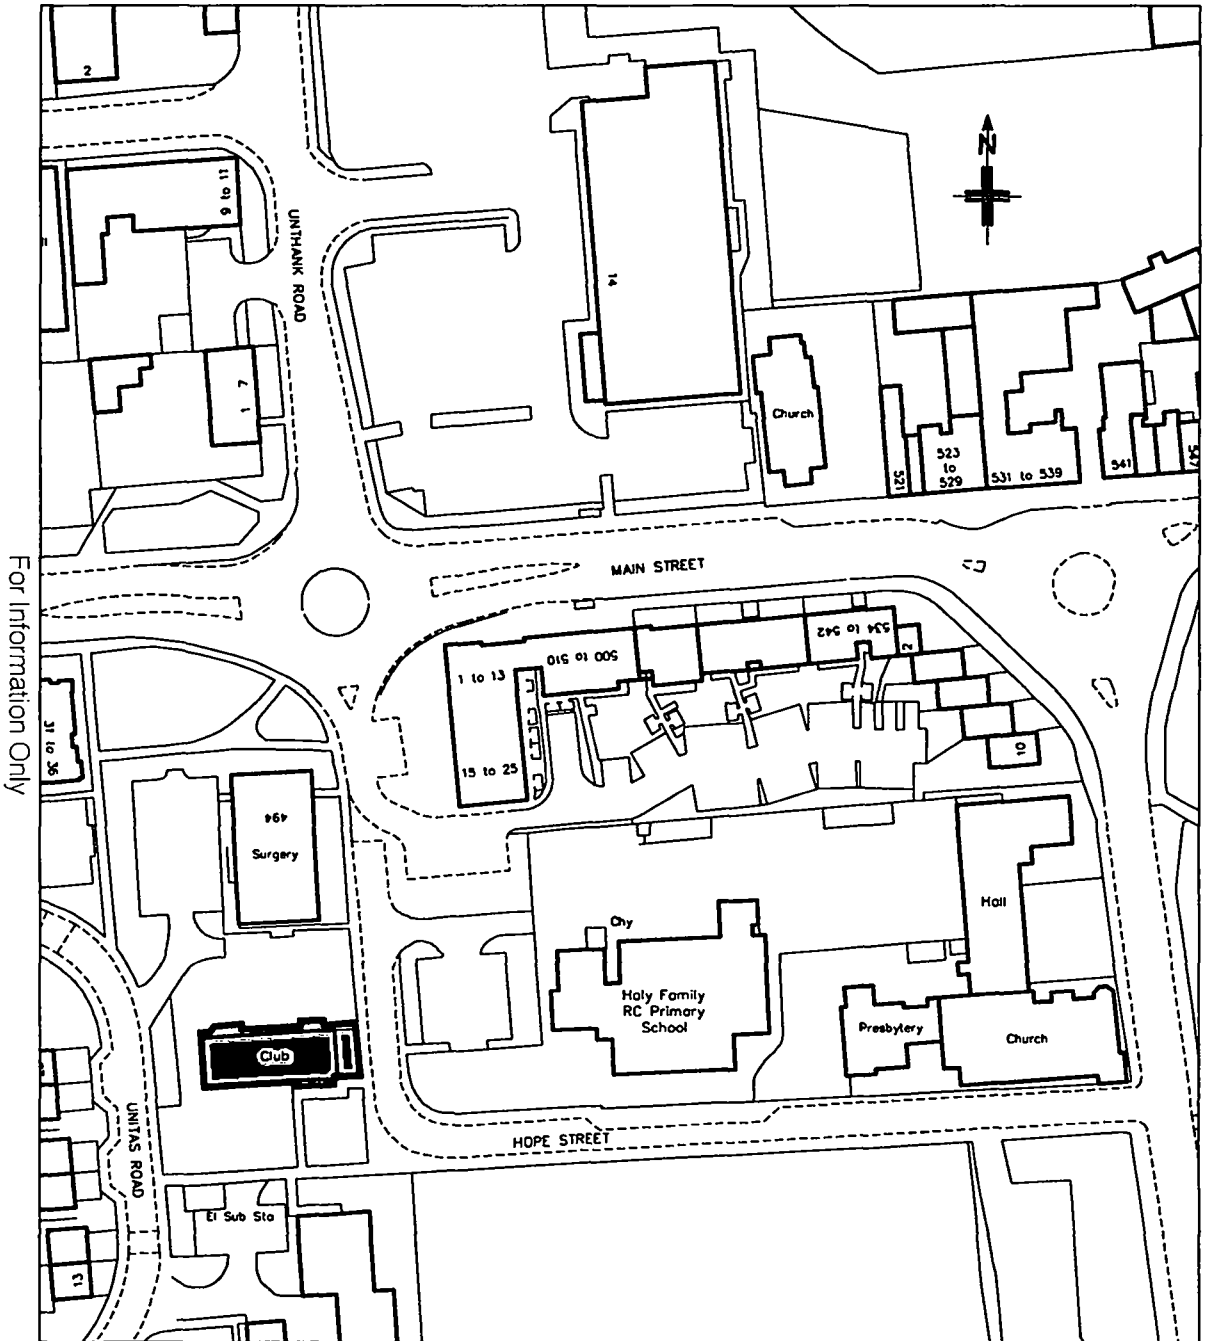 2
N
9 to 11
UNTHANK ROAD
14
1 7
Church
521
523
to
529
531 to 539
541
547
MAIN STREET
For Information Only
534 to 542
500 to 510
2
1 to 13
15 to 25
10
31 to 36
494
Surgery
Hall
Chy
Holy Family
RC Primary
School
Presbytery
Church
Club
UNITAS ROAD
HOPE STREET
El Sub Sta
13